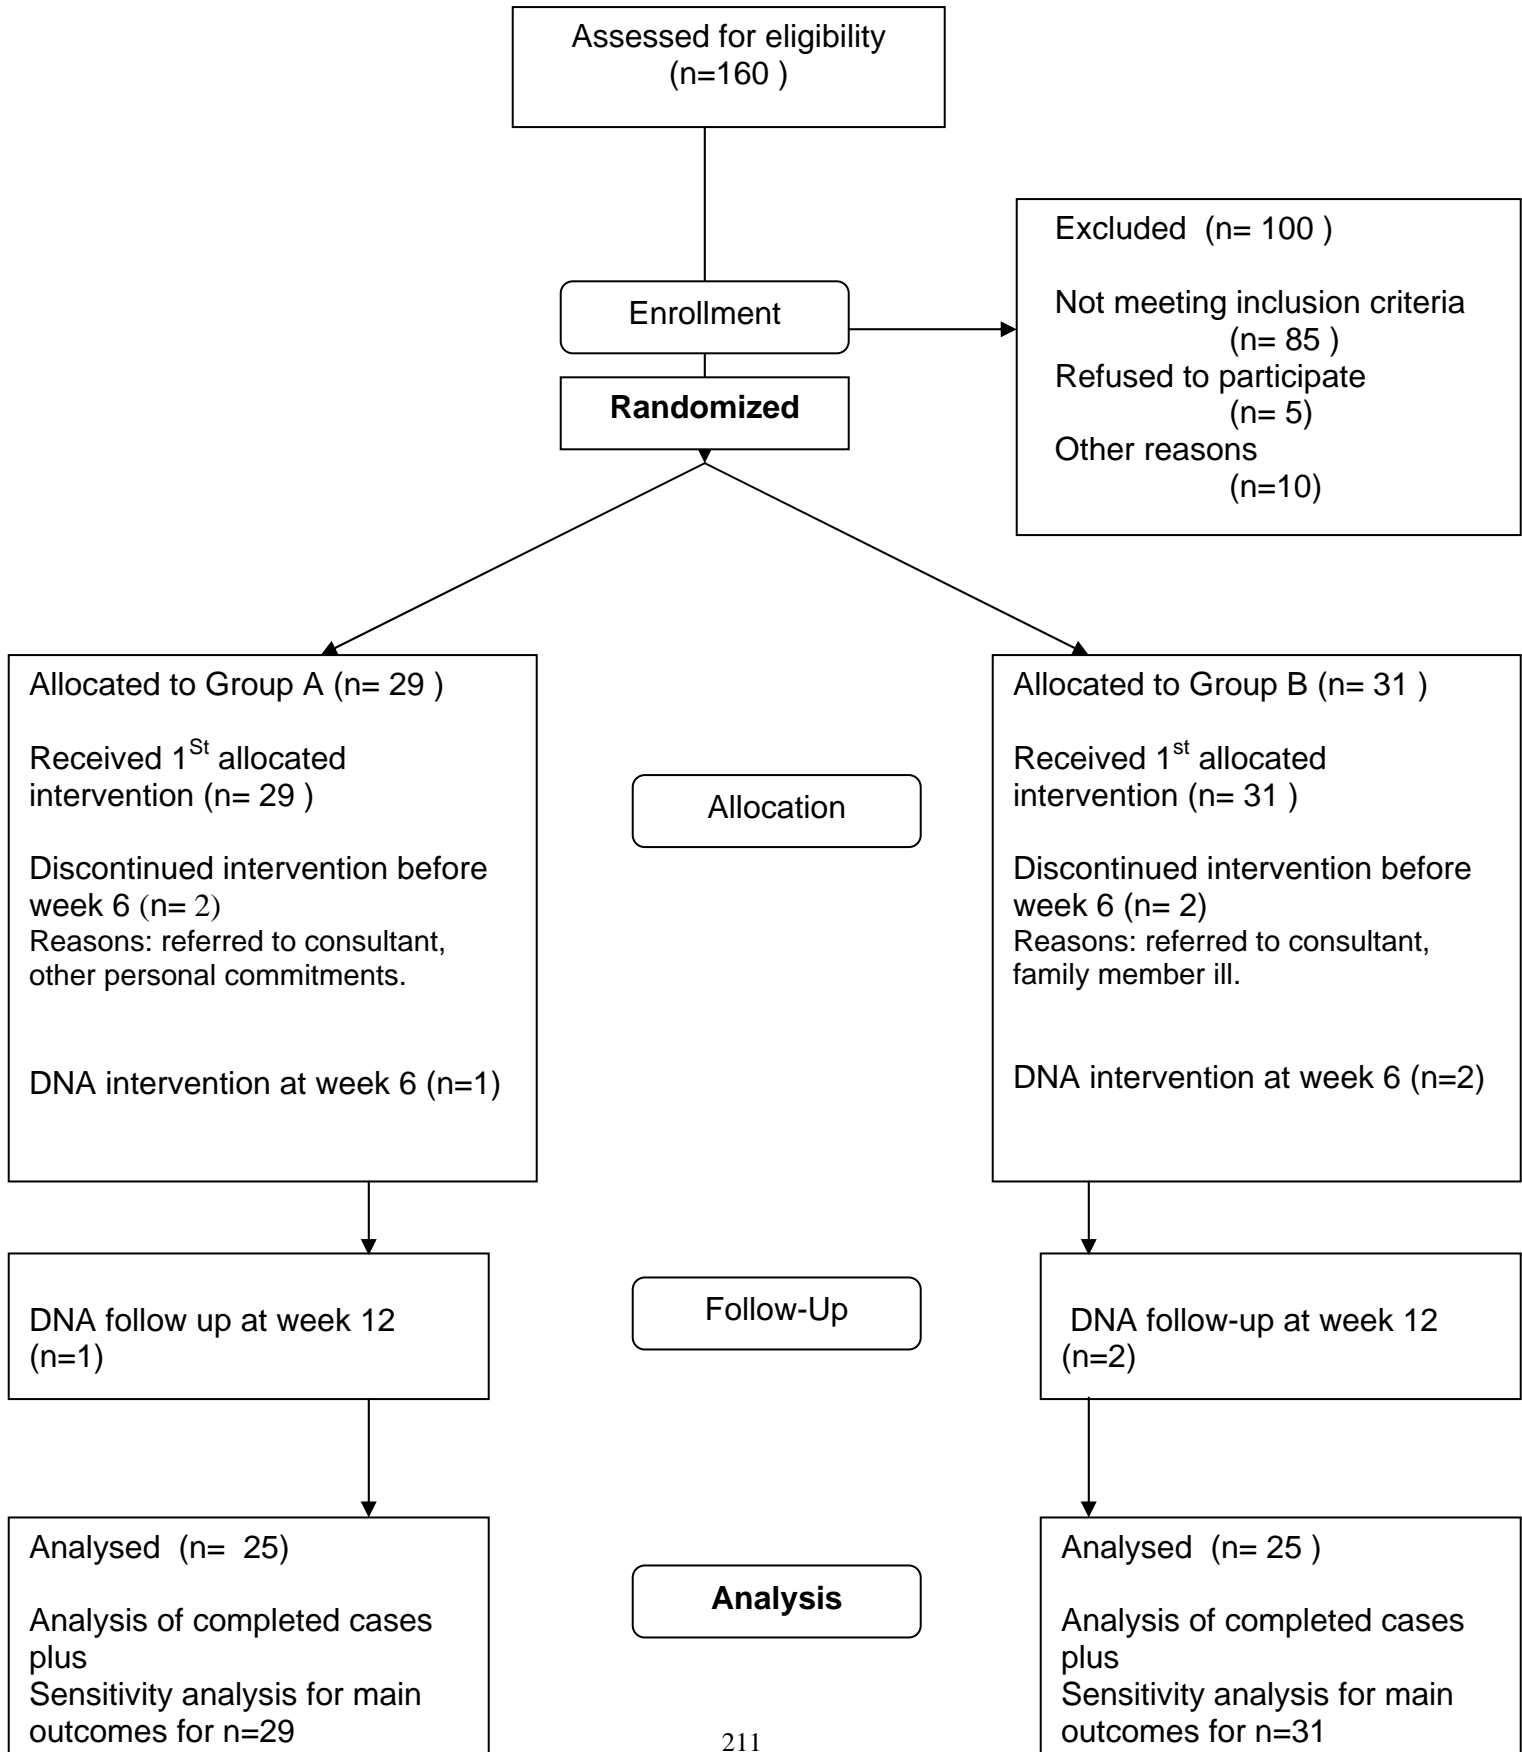 Assessed for eligibility
(n=160 )
Excluded  (n= 100 )
Not meeting inclusion criteria
(n= 85 )
Refused to participate
(n= 5)
Other reasons
(n=10)
Enrollment
Randomized
Allocated to Group A (n= 29 )
Received 1St allocated
intervention (n= 29 )
Discontinued intervention before
week 6 (n= 2)
Reasons: referred to consultant,
other personal commitments.
DNA intervention at week 6 (n=1)
Allocation
Allocated to Group B (n= 31 )
Received 1st allocated
intervention (n= 31 )
Discontinued intervention before
week 6 (n= 2)
Reasons: referred to consultant,
family member ill.
DNA intervention at week 6 (n=2)
DNA follow up at week 12
(n=1)
Follow-Up
DNA follow-up at week 12
(n=2)
Analysed  (n=  25)
Analysis of completed cases
plus
Sensitivity analysis for main
outcomes for n=29
Analysis
Analysed  (n= 25 )
Analysis of completed cases
plus
Sensitivity analysis for main
outcomes for n=31
211